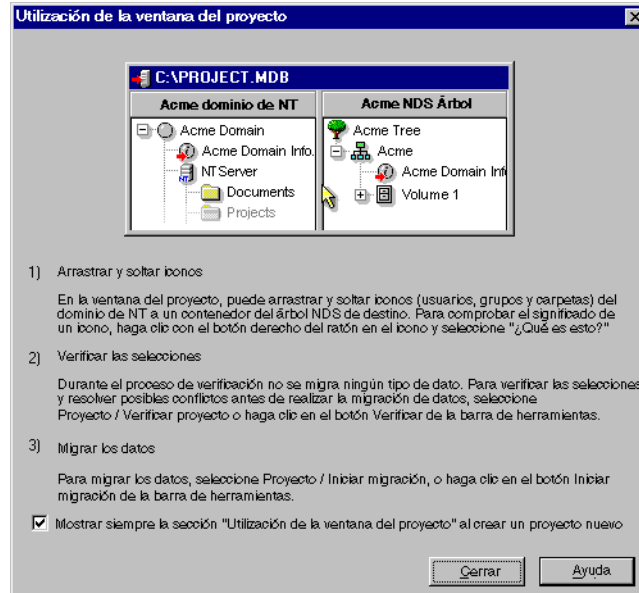 Utilización de la ventana del proyecto
C:\PROJECT.MDB
Acme dominio de NT
Acme NDS Árbol
Acme Domain
Acme Domain Info.
NTServer
Documents
Projects
Acme Tree
Acme
Acme Domain Inf
Volume 1
1) Arrastrar y soltar iconos
En la ventana del proyecto, puede arrastrar y soltar iconos (usuarios, grupos y carpetas) del
dominio de NT a un contenedor del árbol NDS de destino. Para comprobar el significado de
un icono, haga clic con el botón derecho del ratón en el icono y seleccione "¿Qué es esto?"
2) Verificar las selecciones
Durante el proceso de verificación no se migra ningún tipo de dato. Para verificar las selecciones
y resolver posibles conflictos antes de realizar la migración de datos, seleccione
Proyecto / Verificar proyecto o haga clic en el botón Verificar de la barra de herramientas.
3) Migrar los datos
Para migrar los datos, seleccione Proyecto / Iniciar migración, o haga clic en el botón Iniciar
migración de la barra de herramientas.
Mostrar siempre la sección "Utilización de la ventana del proyecto" al crear un proyecto nuevo
Cerrar
Ayuda